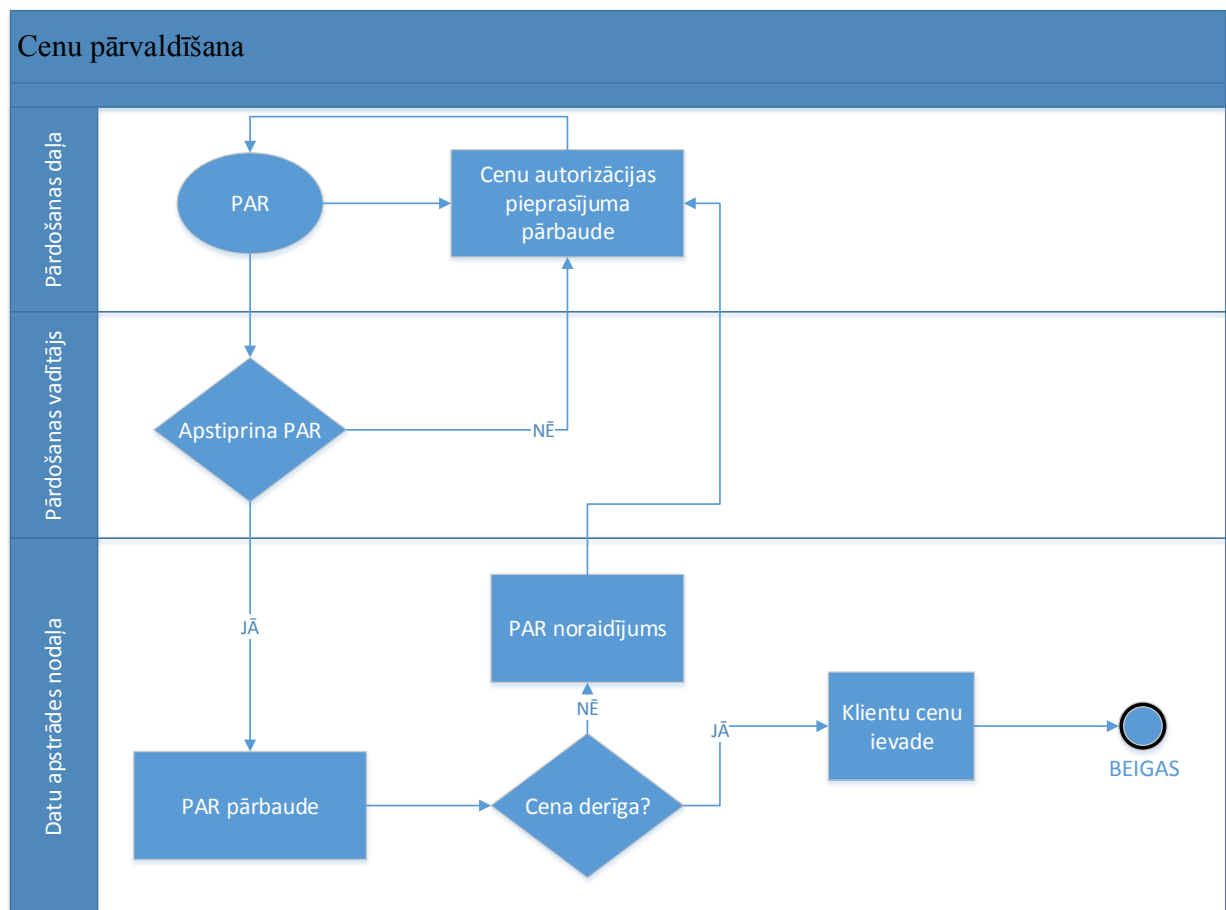 Cenu pārvaldīšana
Pārdošanas daļa
PAR
Cenu autorizācijas
pieprasījuma
pārbaude
Pārdošanas vadītājs
Apstiprina PAR
NĒ
Datu apstrādes nodaļa
JĀ
PAR noraidījums
NĒ
JĀ
Klientu cenu
ievade
BEIGAS
PAR pārbaude
Cena derīga?